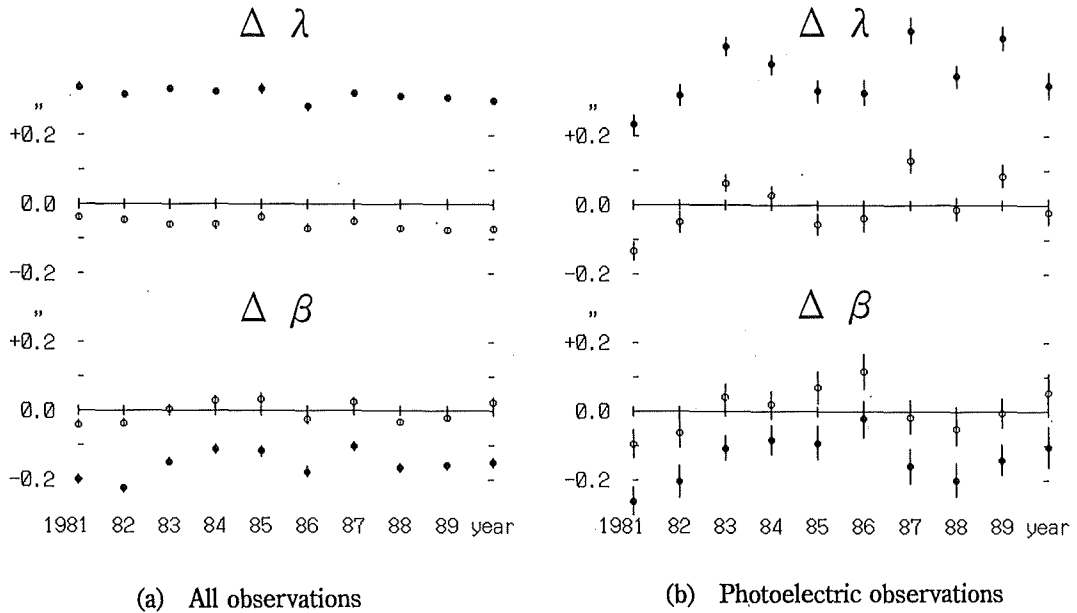 Δ λ
″
+0.2
0.0
-0.2
Δ β
″
+0.2
0.0
-0.2
1981 82 83 84 85 86 87 88 89 year
(a) All observations
Δ λ
″
+0.2
0.0
-0.2
Δ β
″
+0.2
0.0
-0.2
1981 82 83 84 85 86 87 88 89 year
(b) Photoelectric observations